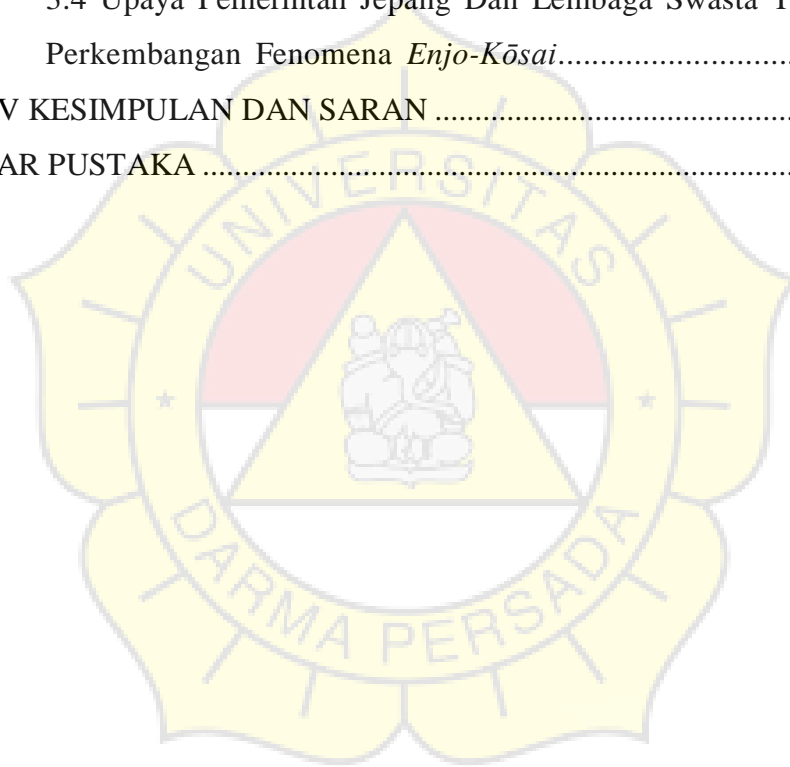 3.4 Upaya Pemerintah Jepang Dan Lembaga Swasta
Perkembangan Fenomena Enjo-Kōsai..........................
V KESIMPULAN DAN SARAN ......................................
AR PUSTAKA ................................................................
UNIVERSITAS
DARMA PERSADA